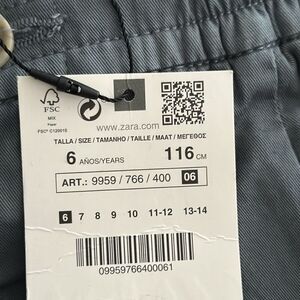 FSC
MIX
Paper
FSC® C120015
www.zara.com
TALLA / SIZE / TAMANHO / TAILLE / MAAT / ΜΕΓΕΘΟΣ
6 AÑOS/YEARS 116 CM
ART.: 9959 / 766 / 400 06
6 7 8 9 10 11-12 13-14
09959766400061